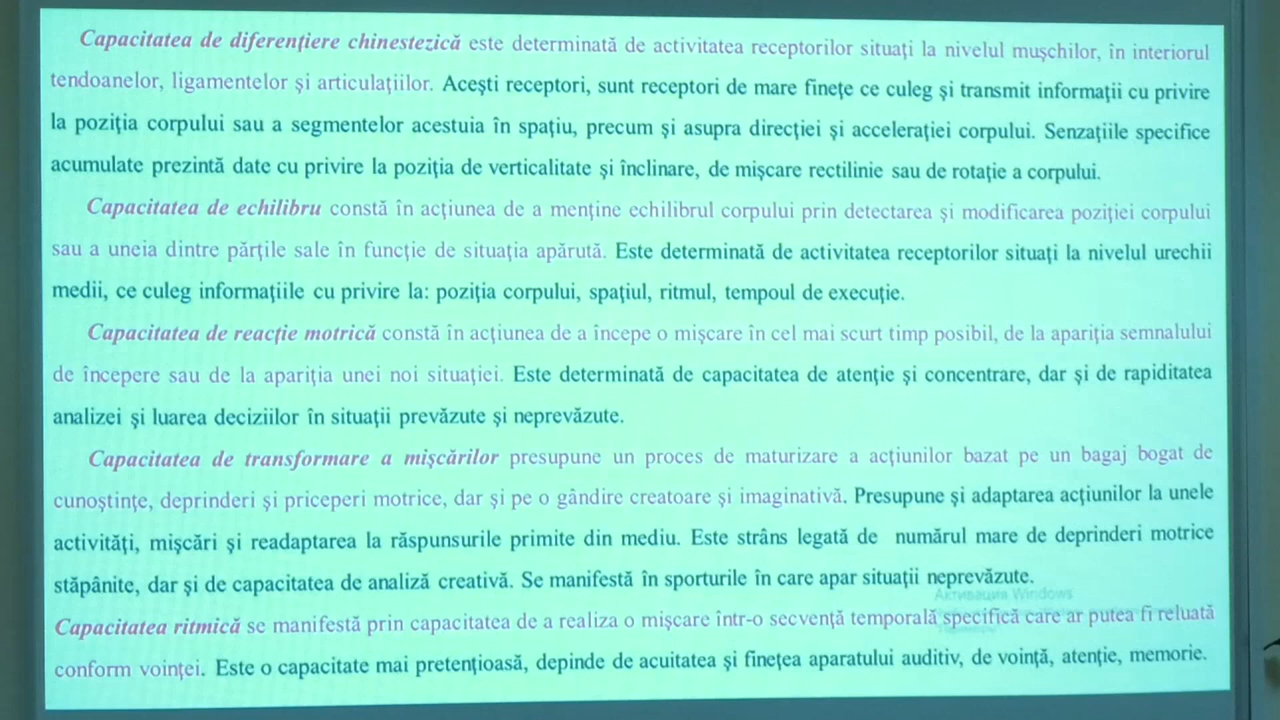 Capacitatea de diferențiere chinestezică este determinată de activitatea receptorilor situați la nivelul mușchilor, în interiorul
tendoanelor, ligamentelor și articulațiilor. Acești receptori, sunt receptori de mare finețe ce culeg și transmit informații cu privire
la poziția corpului sau a segmentelor acestuia în spațiu, precum și asupra direcției și accelerației corpului. Senzațiile specifice
acumulate prezintă date cu privire la poziția de verticalitate și înclinare, de mișcare rectilinie sau de rotație a corpului.
Capacitatea de echilibru constă în acțiunea de a menține echilibrul corpului prin detectarea și modificarea poziției corpului
sau a uneia dintre părțile sale în funcție de situația apărută. Este determinată de activitatea receptorilor situați la nivelul urechii
medii, ce culeg informațiile cu privire la: poziția corpului, spațiul, ritmul, tempoul de execuție.
Capacitatea de reacție motrică constă în acțiunea de a începe o mișcare în cel mai scurt timp posibil, de la apariția semnalului
de începere sau de la apariția unei noi situației. Este determinată de capacitatea de atenție și concentrare, dar și de rapiditatea
analizei și luarea deciziilor în situații prevăzute și neprevăzute.
Capacitatea de transformare a mișcărilor presupune un proces de maturizare a acțiunilor bazat pe un bagaj bogat de
cunoștințe, deprinderi și priceperi motrice, dar și pe o gândire creatoare și imaginativă. Presupune și adaptarea acțiunilor la unele
activități, mișcări și readaptarea la răspunsurile primite din mediu. Este strâns legată de numărul mare de deprinderi motrice
stăpânite, dar și de capacitatea de analiză creativă. Se manifestă în sporturile în care apar situații neprevăzute.
Активация Windows
Capacitatea ritmică se manifestă prin capacitatea de a realiza o mișcare într-o secvență temporală specifică care ar putea fi reluată
conform voinței. Este o capacitate mai pretențioasă, depinde de acuitatea și finețea aparatului auditiv, de voință, atenție, memorie.